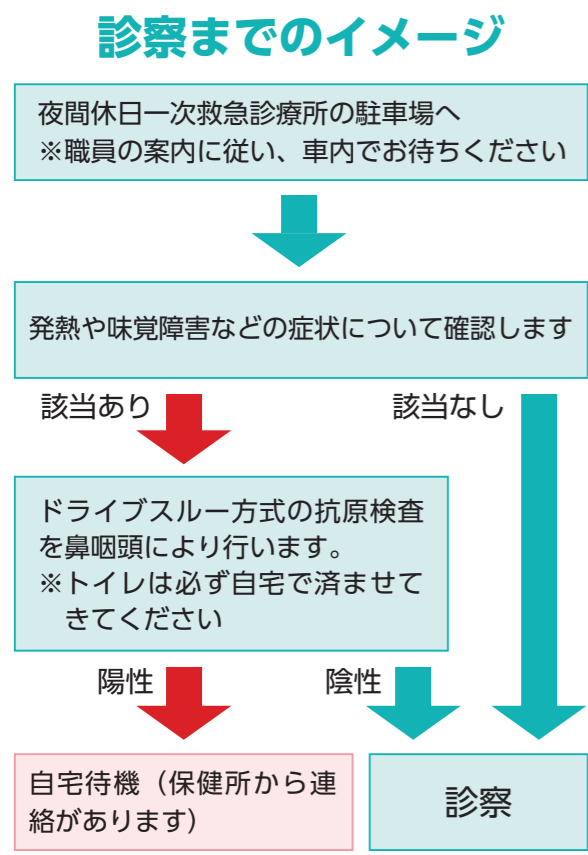 診察までのイメージ
夜間休日一次救急診療所の駐車場へ
※職員の案内に従い、車内でお待ちください
発熱や味覚障害などの症状について確認します
該当あり
該当なし
ドライブスルー方式の抗原検査
を鼻咽頭により行います。
※トイレは必ず自宅で済ませて
きてください
陽性
陰性
自宅待機（保健所から連
絡があります）
診察